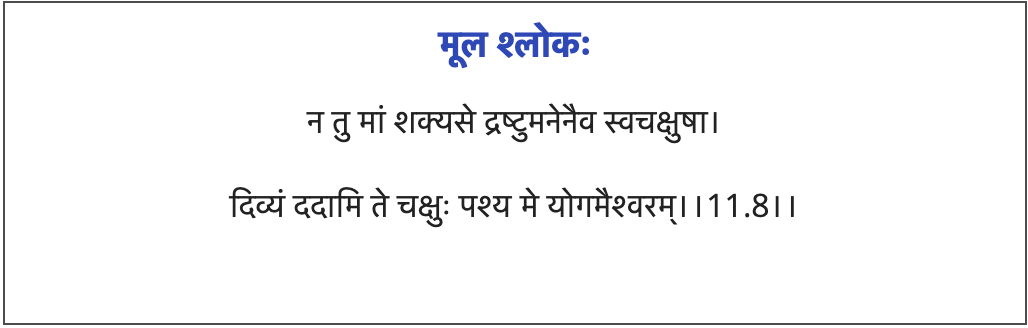 मूल श्लोकः
न तु मां शक्यसे द्रष्टुमनेनैव स्वचक्षुषा।
दिव्यं ददामि ते चक्षुः पश्य मे योगमैश्वरम्।।11.8।।